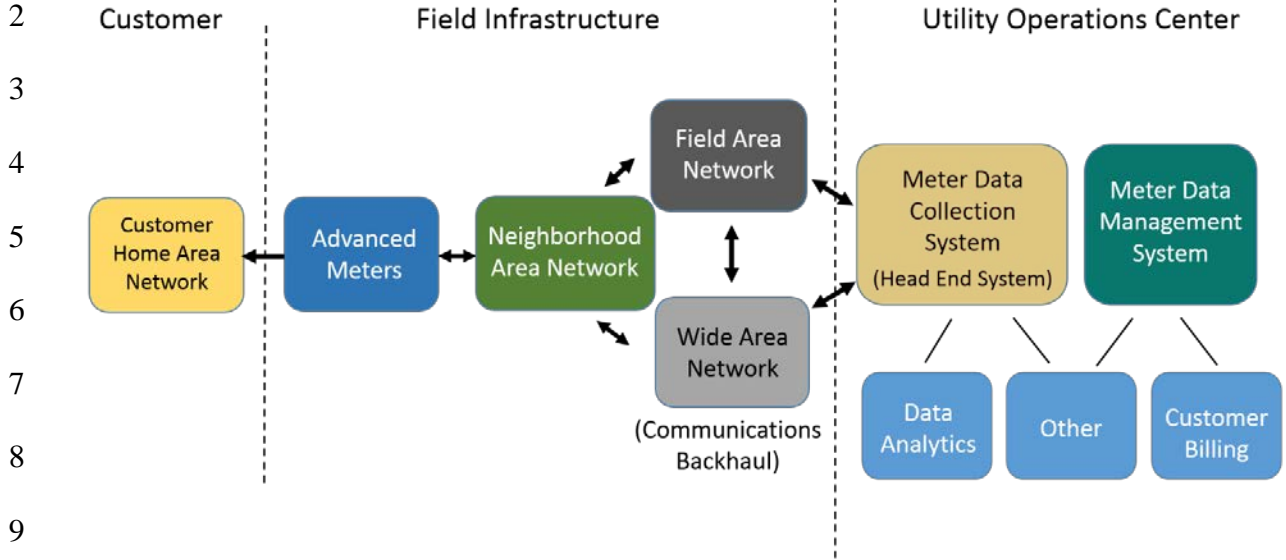 2
Customer
Field Infrastructure
Utility Operations Center
3
4
5
6
7
8
9
Customer
Home Area
Network
Advanced
Meters
Neighborhood
Area Network
Field Area
Network
Wide Area
Network
(Communications
Backhaul)
Meter Data
Collection
System
(Head End System)
Meter Data
Management
System
Data
Analytics
Other
Customer
Billing